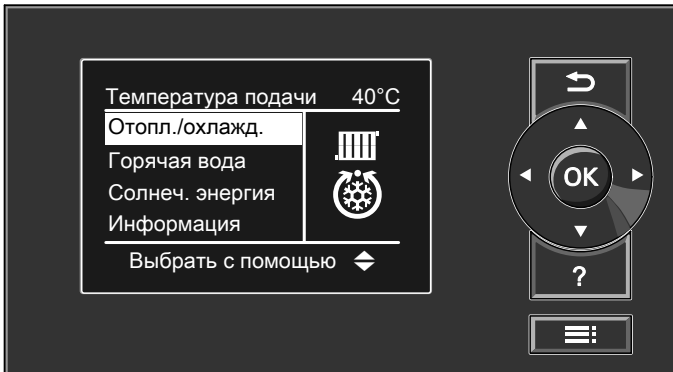 Температура подачи 40°C
Отопл./охлажд.
Горячая вода
Солнеч. энергия
Информация
Выбрать с помощью
OK
?